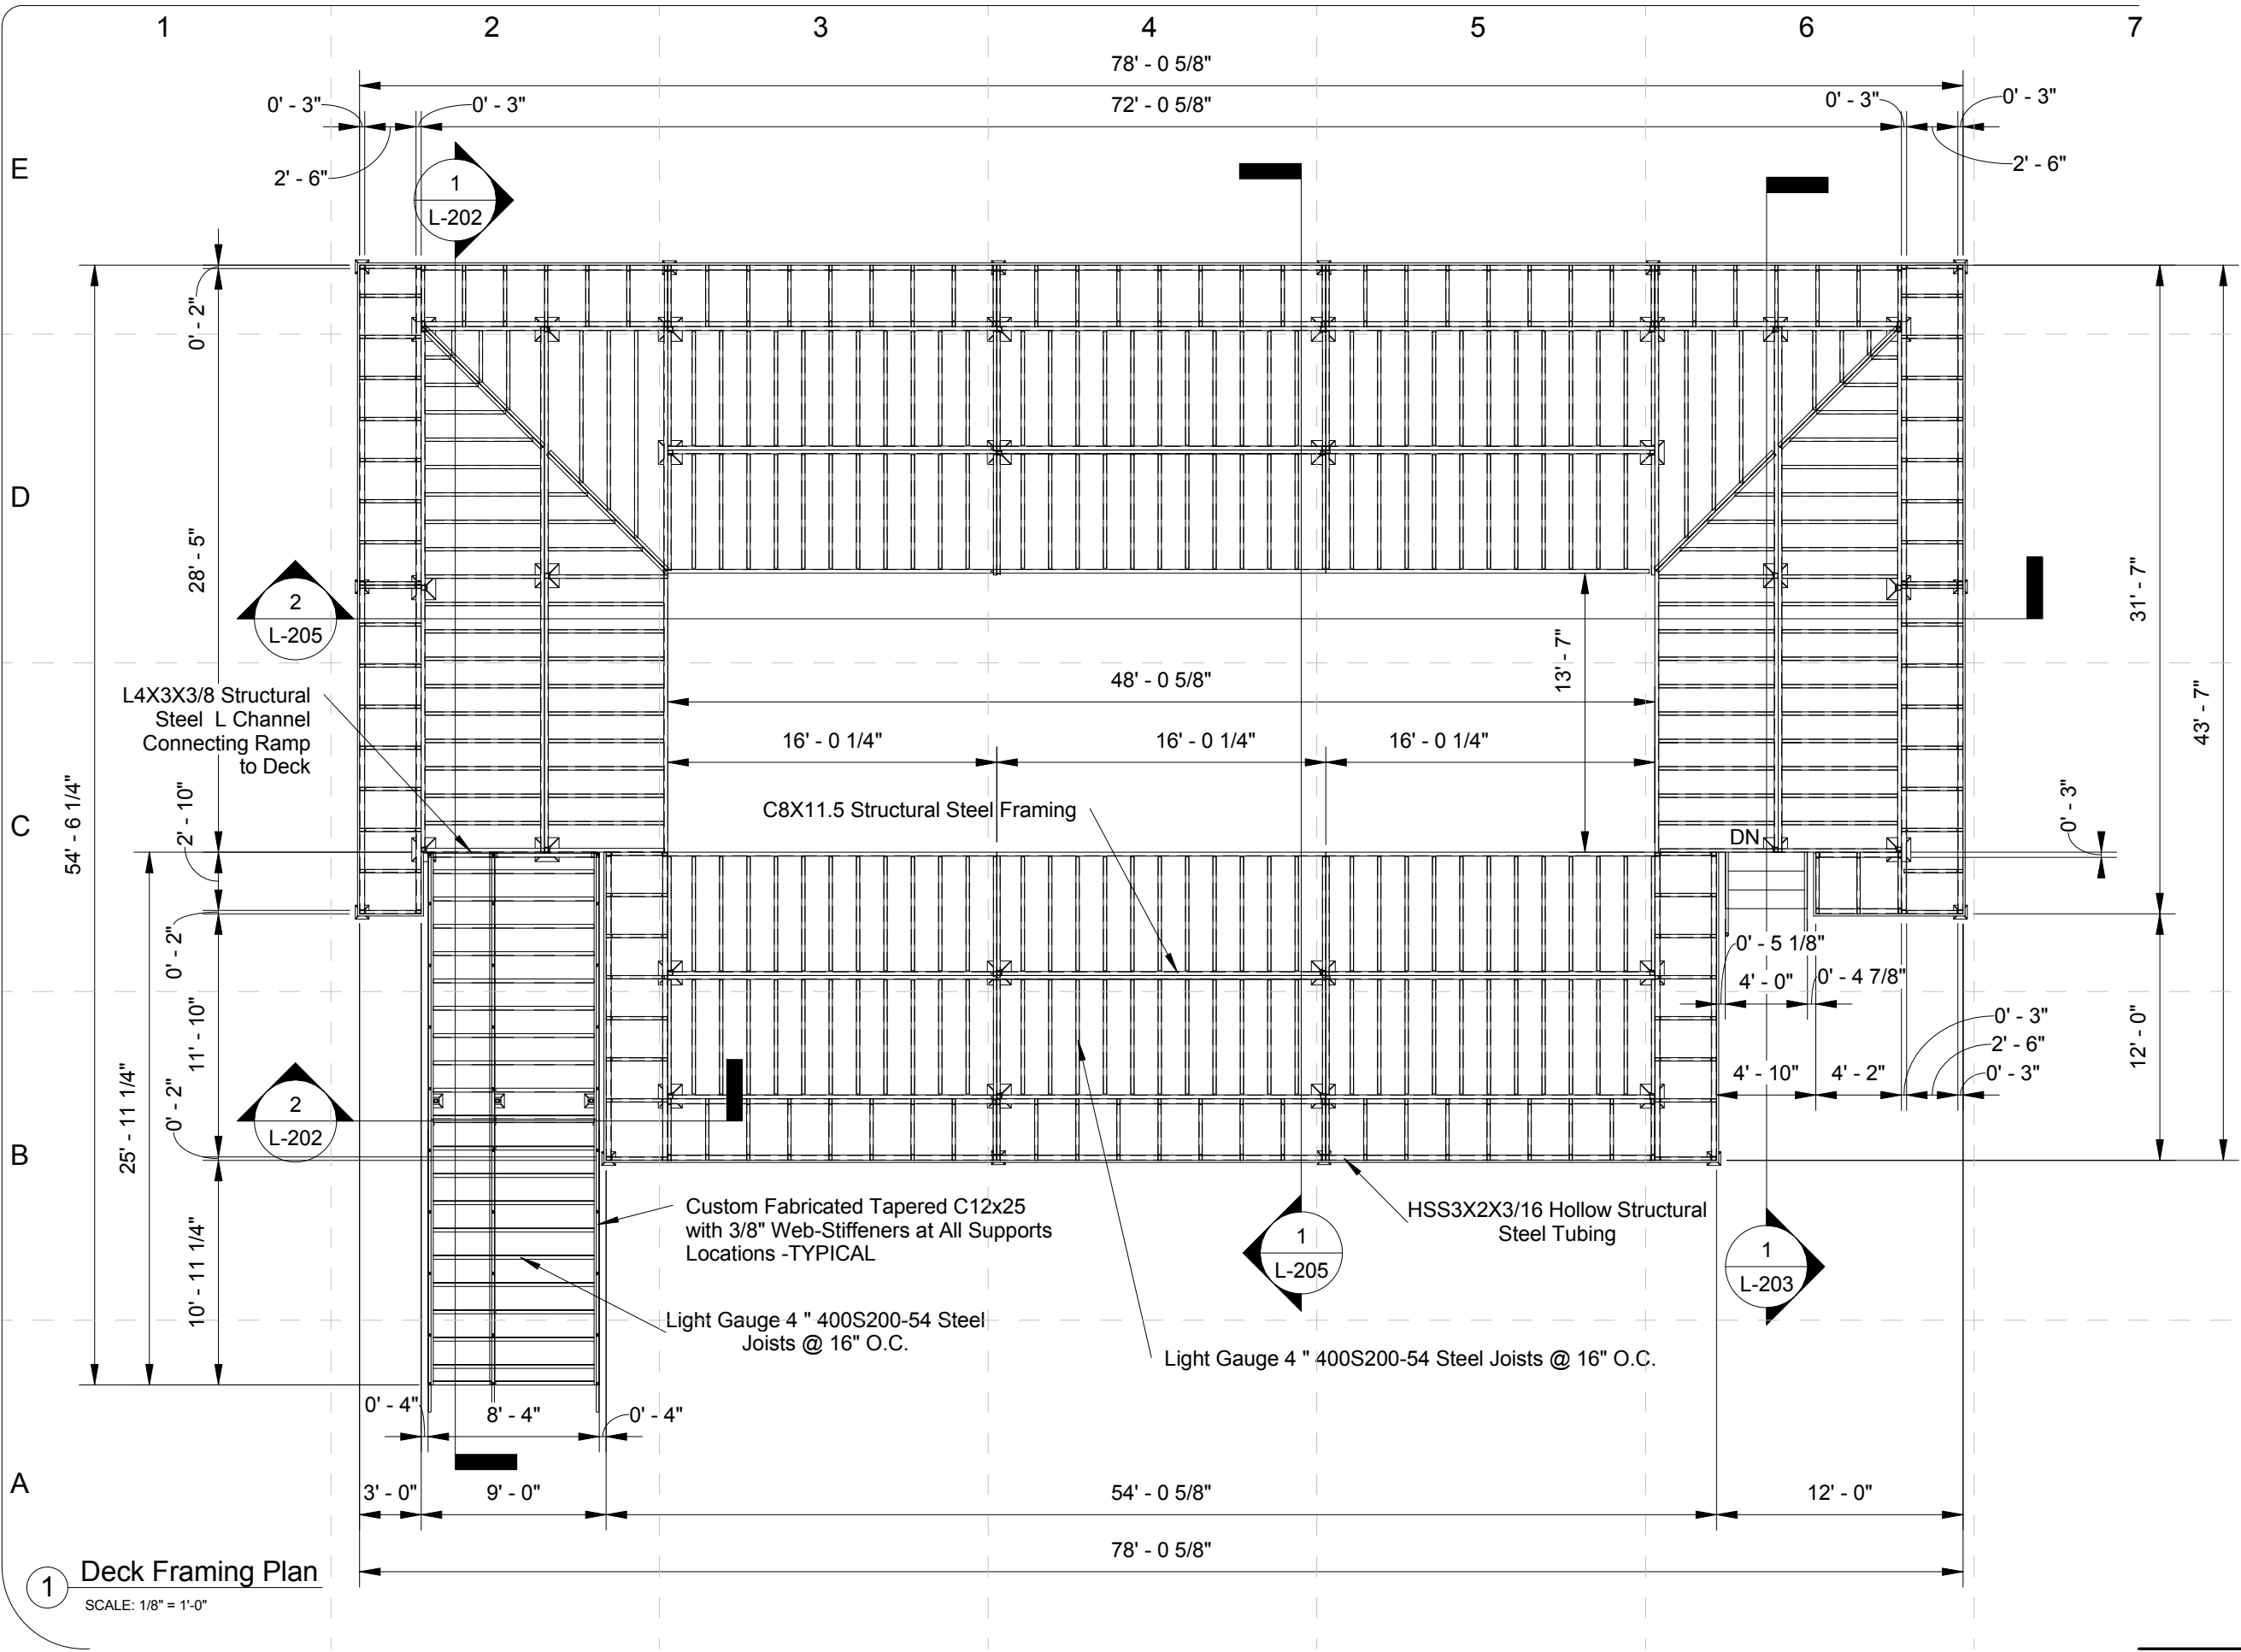 1 2 3 4 5 6 7
78' - 0 5/8"
0' - 3" 0' - 3" 72' - 0 5/8" 0' - 3" 0' - 3"
2' - 6" 2' - 6"
E
1
L-202
0' - 2"
D
28' - 5"
31' - 7"
2
L-205
13' - 7"
48' - 0 5/8"
L4X3X3/8 Structural
Steel L Channel
Connecting Ramp
to Deck
16' - 0 1/4" 16' - 0 1/4" 16' - 0 1/4"
43' - 7"
54' - 6 1/4"
2' - 10"
C
C8X11.5 Structural Steel Framing
DN
0' - 3"
0' - 2"
0' - 5 1/8"
4' - 0" 0' - 4 7/8"
11' - 10"
0' - 3"
2' - 6"
0' - 3"
12' - 0"
4' - 10" 4' - 2"
25' - 11 1/4"
0' - 2"
2
L-202
B
Custom Fabricated Tapered C12x25
with 3/8" Web-Stiffeners at All Supports
Locations -TYPICAL
HSS3X2X3/16 Hollow Structural
Steel Tubing
1
L-205
1
L-203
10' - 11 1/4"
Light Gauge 4 " 400S200-54 Steel
Joists @ 16" O.C.
Light Gauge 4 " 400S200-54 Steel Joists @ 16" O.C.
0' - 4" 8' - 4" 0' - 4"
A
3' - 0" 9' - 0" 54' - 0 5/8" 12' - 0"
78' - 0 5/8"
1 Deck Framing Plan
SCALE: 1/8" = 1'-0"